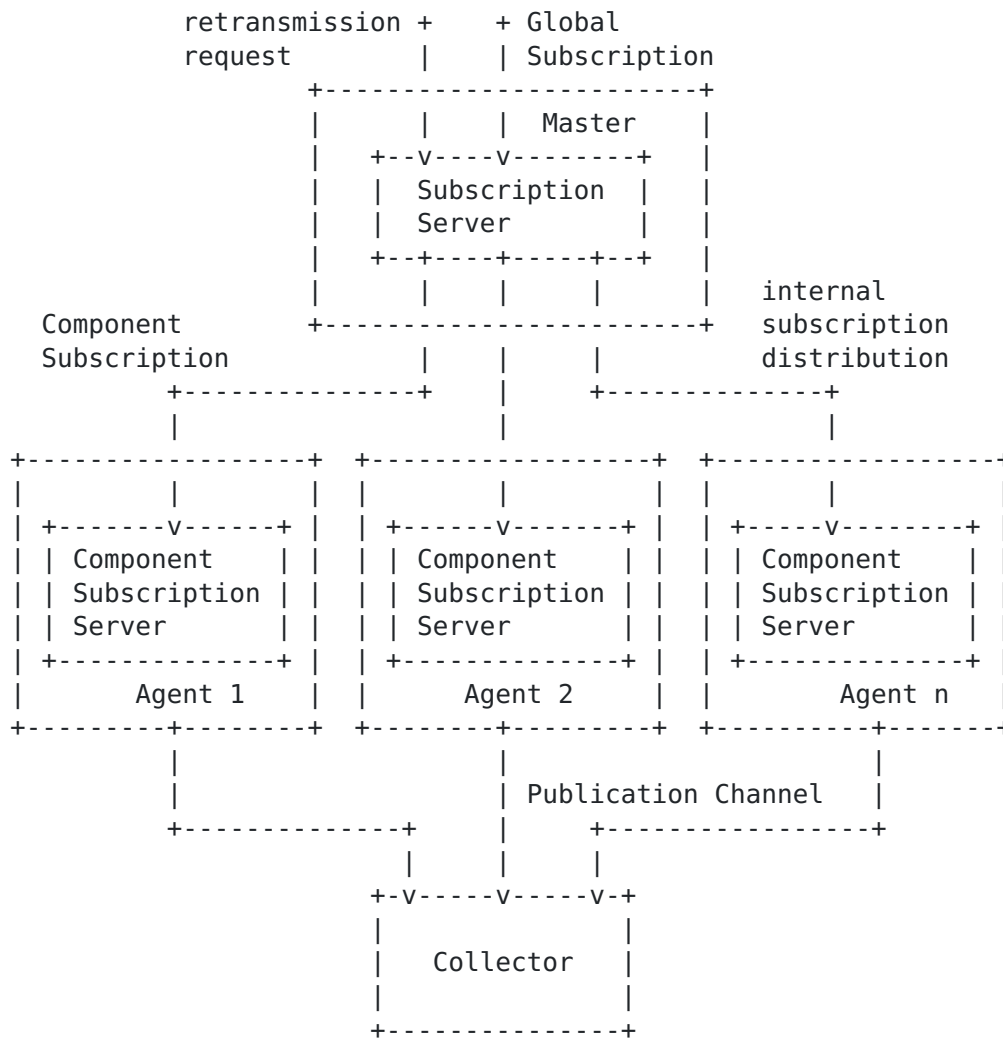 retransmission + + Global
request | | Subscription
+------------------------+
| | | Master |
| +--v----v--------+ |
| | Subscription | |
| | Server | |
| +--+----+-----+--+ |
| | | | | internal
Component +------------------------+ subscription
Subscription | | | distribution
+---------------+ | +--------------+
| | |
+------------------+ +------------------+ +------------------+
| | | | | | | | |
| +-------v------+ | | +------v-------+ | | +-----v--------+ |
| | Component | | | | Component | | | | Component | |
| | Subscription | | | | Subscription | | | | Subscription | |
| | Server | | | | Server | | | | Server | |
| +--------------+ | | +--------------+ | | +--------------+ |
| Agent 1 | | Agent 2 | | Agent n |
+---------+--------+ +--------+---------+ +----------+-------+
| | |
| | Publication Channel |
+--------------+ | +-----------------+
| | |
+-v-----v-----v-+
| |
| Collector |
| |
+---------------+